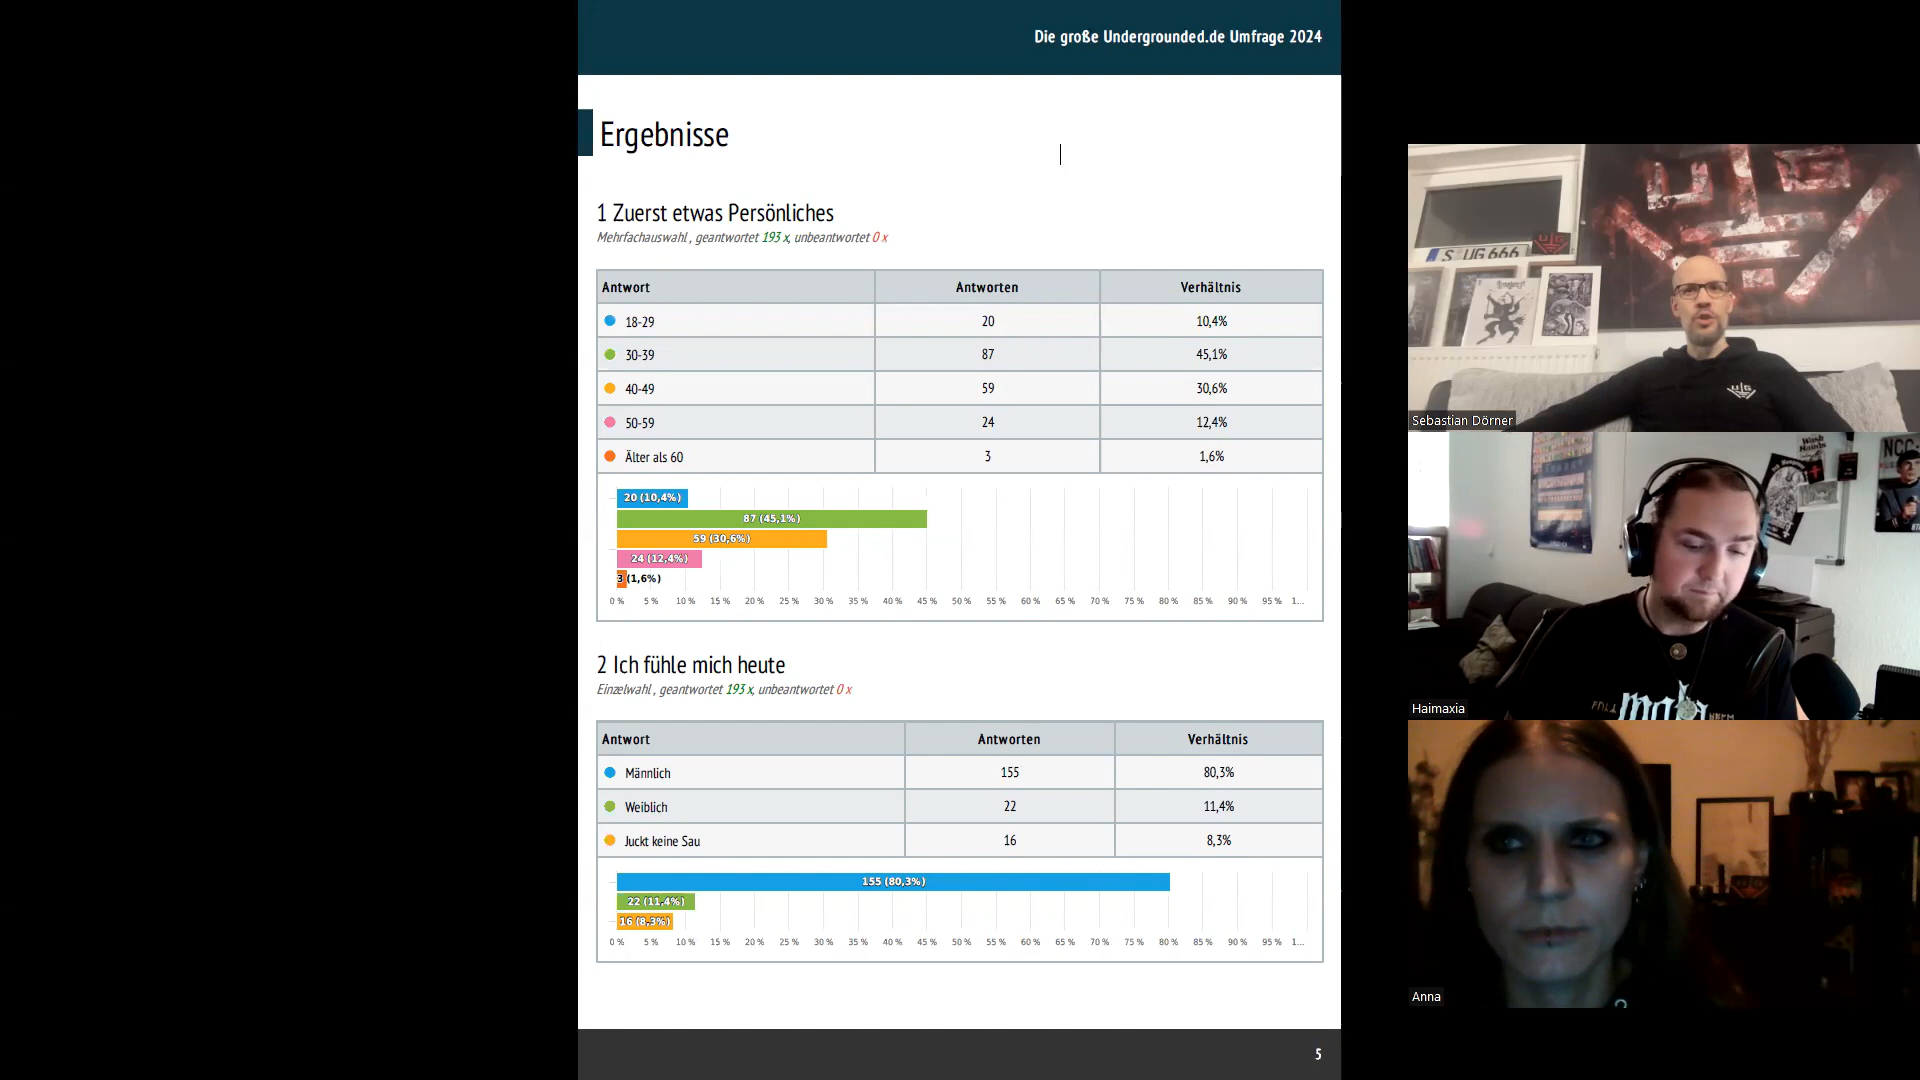 Die große Undergrounded.de Umfrage 2024
Ergebnisse
1 Zuerst etwas Persönliches
Mehrfachauswahl , geantwortet 193 x, unbeantwortet 0 x
Antwort Antworten Verhältnis
18-29 20 10,4%
30-39 87 45,1%
40-49 59 30,6%
50-59 24 12,4%
Älter als 60 3 1,6%
20 (10,4%)
87 (45,1%)
59 (30,6%)
24 (12,4%)
3 (1,6%)
0 % 5 % 10 % 15 % 20 % 25 % 30 % 35 % 40 % 45 % 50 % 55 % 60 % 65 % 70 % 75 % 80 % 85 % 90 % 95 % 1...
2 Ich fühle mich heute
Einzelwahl , geantwortet 193 x, unbeantwortet 0 x
Antwort Antworten Verhältnis
Männlich 155 80,3%
Weiblich 22 11,4%
Juckt keine Sau 16 8,3%
155 (80,3%)
22 (11,4%)
16 (8,3%)
0 % 5 % 10 % 15 % 20 % 25 % 30 % 35 % 40 % 45 % 50 % 55 % 60 % 65 % 70 % 75 % 80 % 85 % 90 % 95 % 1...
5
S UG 666
UG
Sebastian Dörner
NCC-
Haimaxia
Anna